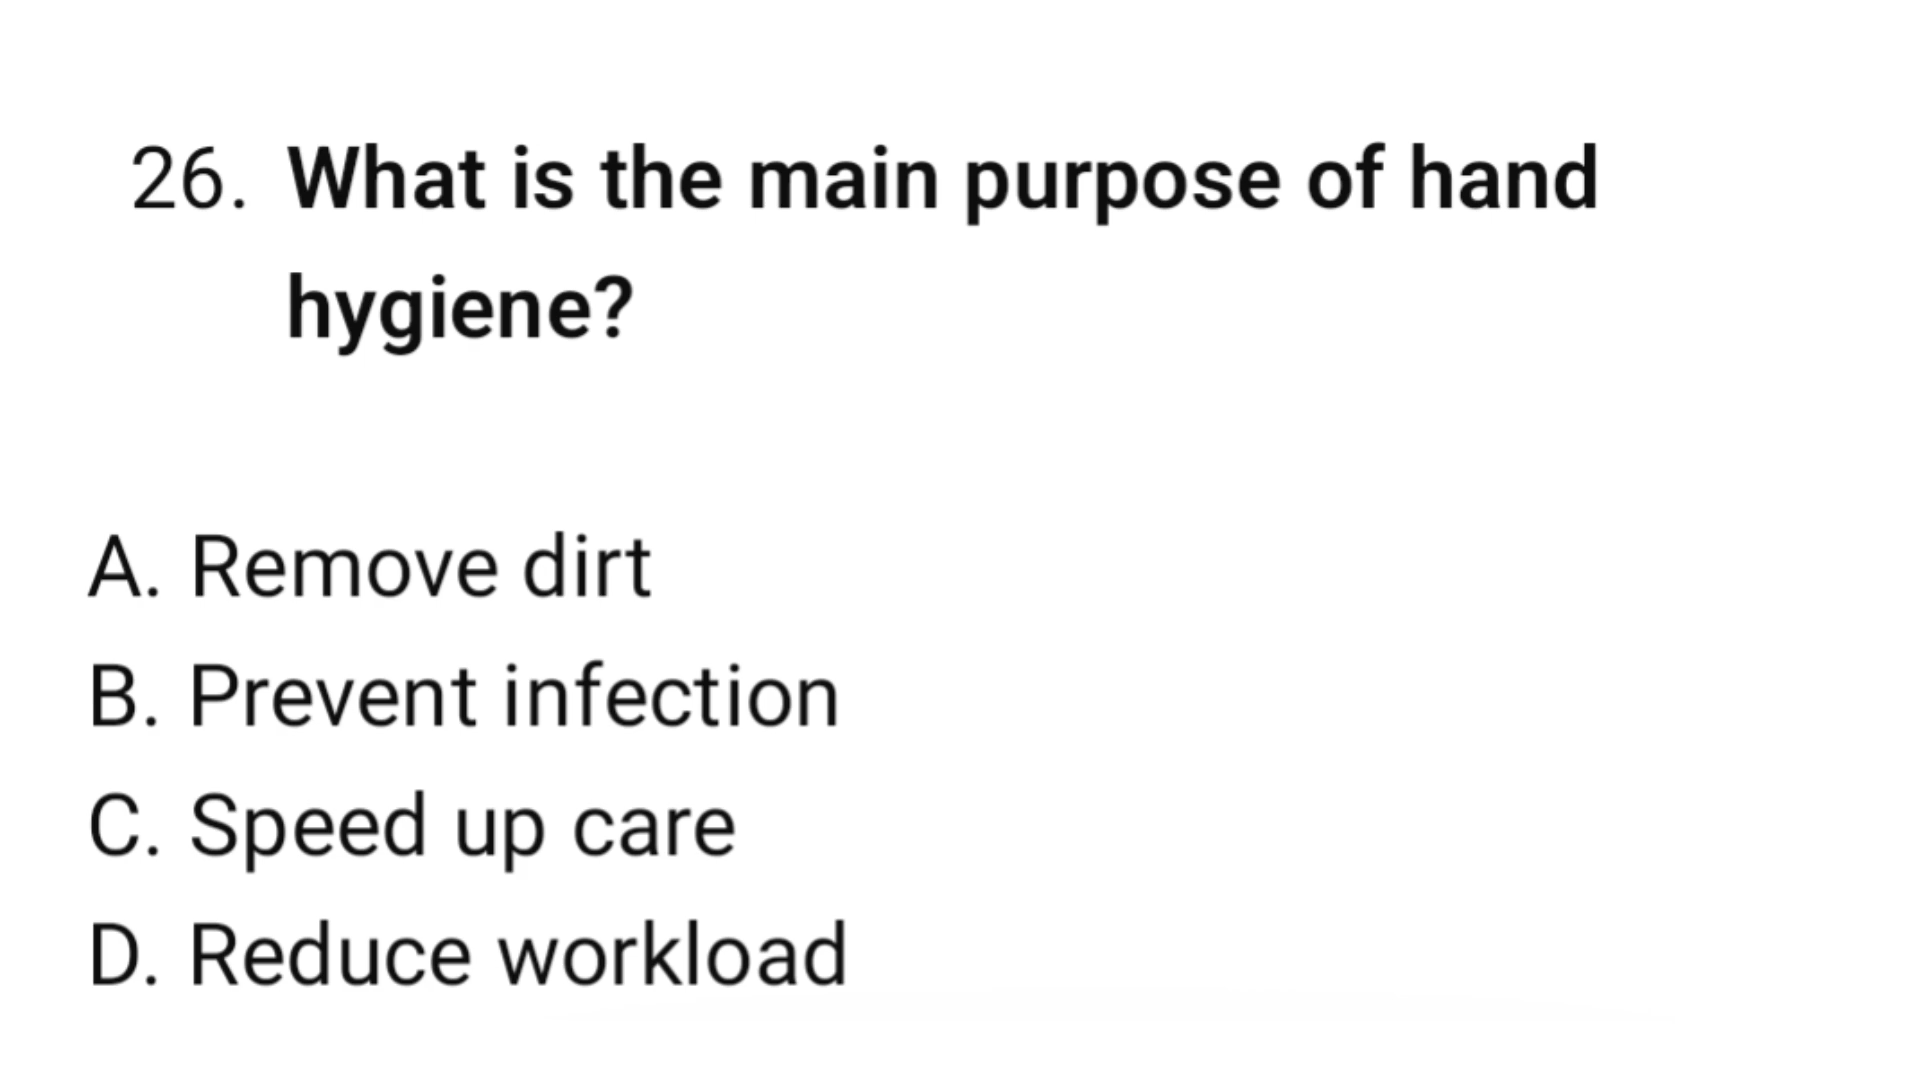 26. What is the main purpose of hand
hygiene?
A. Remove dirt
B. Prevent infection
C. Speed up care
D. Reduce workload